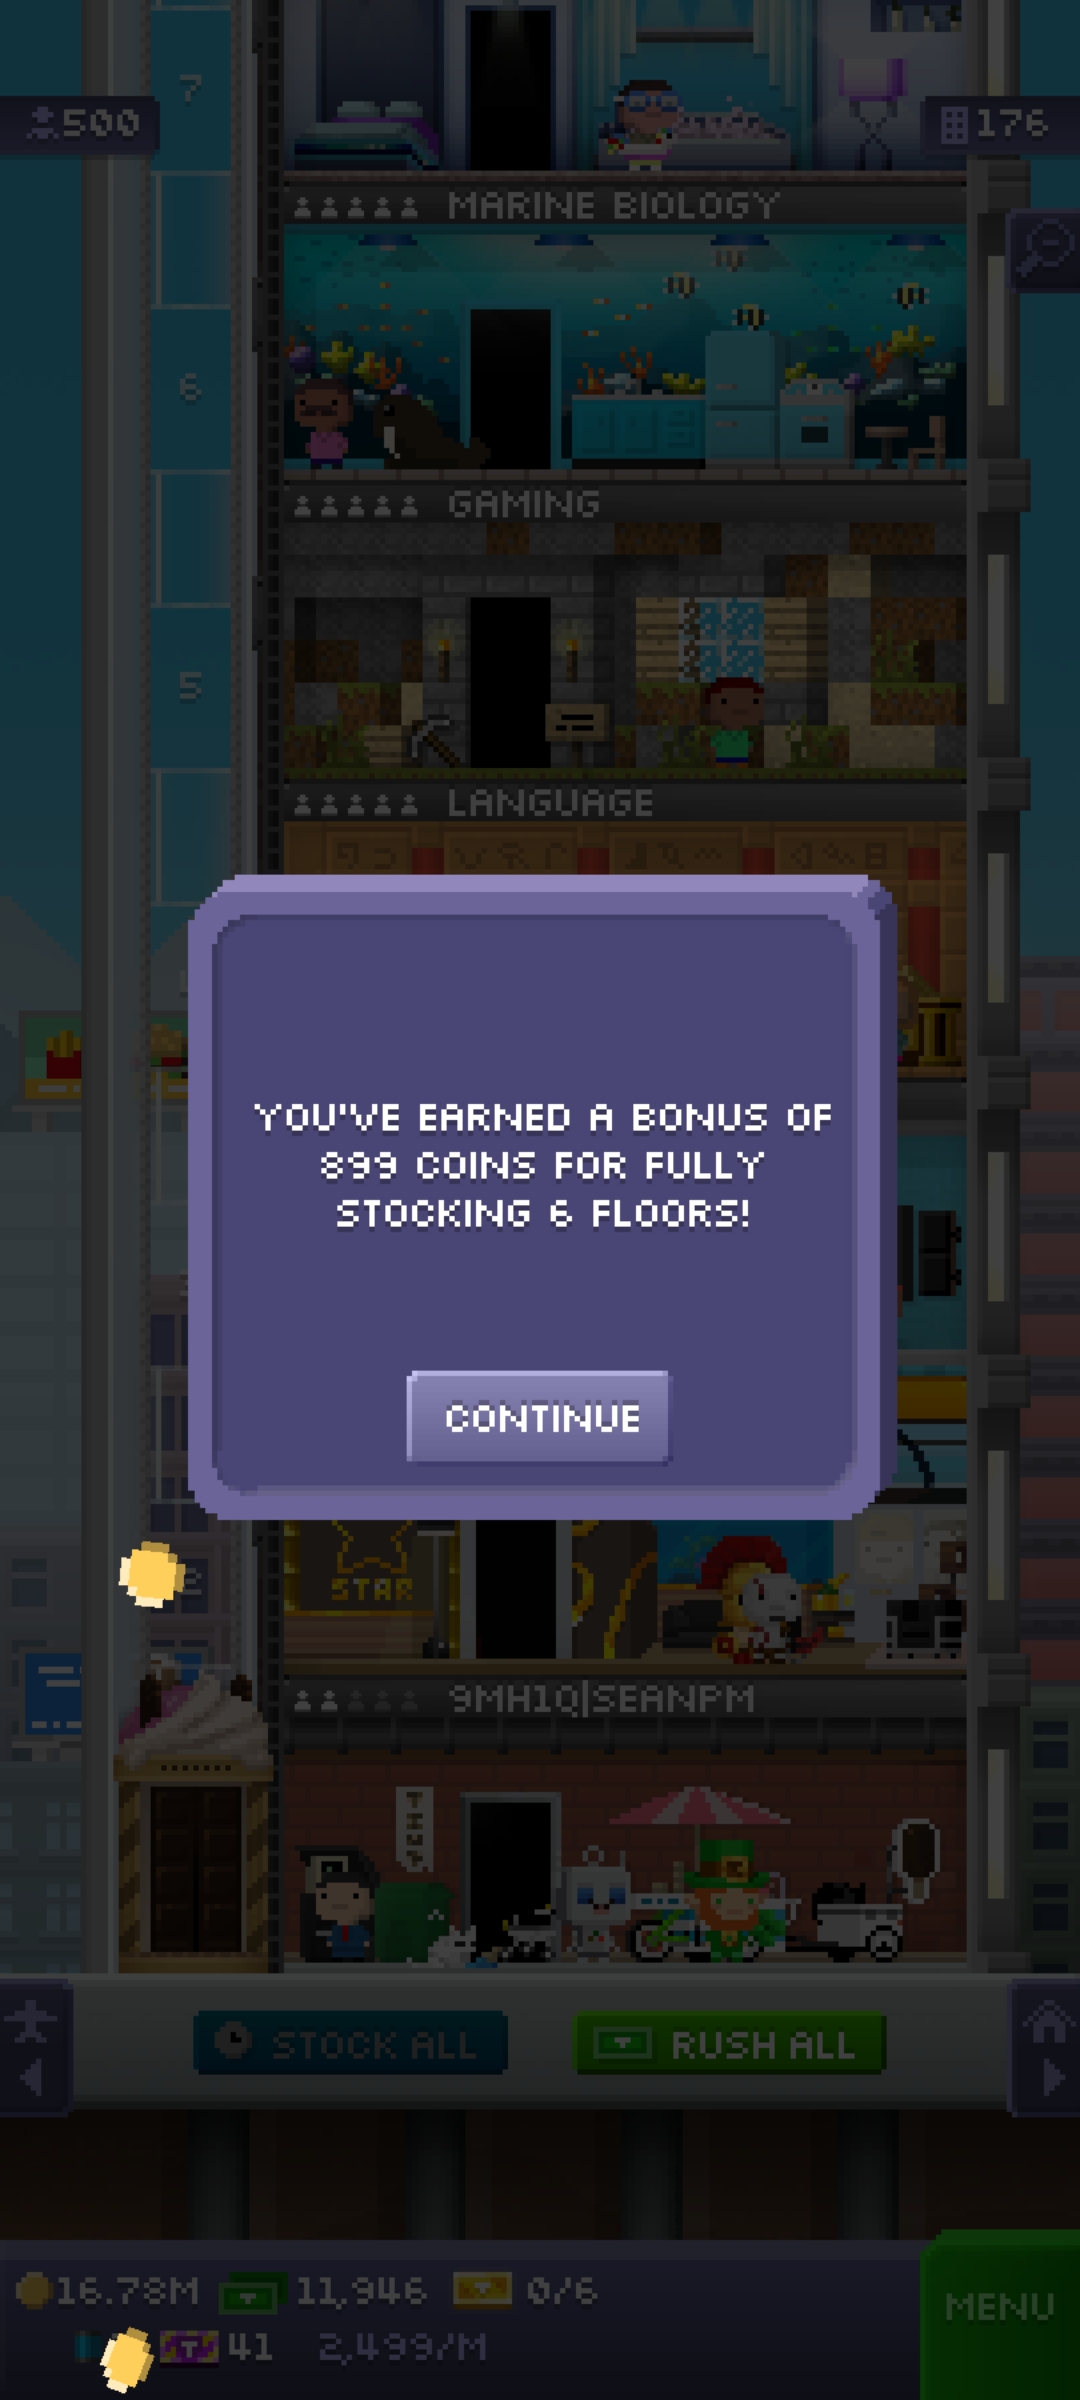 7
500
176
MARINE BIOLOGY
6
GAMING
5
LANGUAGE
YOU'VE EARNED A BONUS OF
899 COINS FOR FULLY
STOCKING 6 FLOORS!
CONTINUE
2
STAR
9MH1Q|SEANPM
STOCK ALL
RUSH ALL
16.78M
11,946
0/6
MENU
41
2,499/M